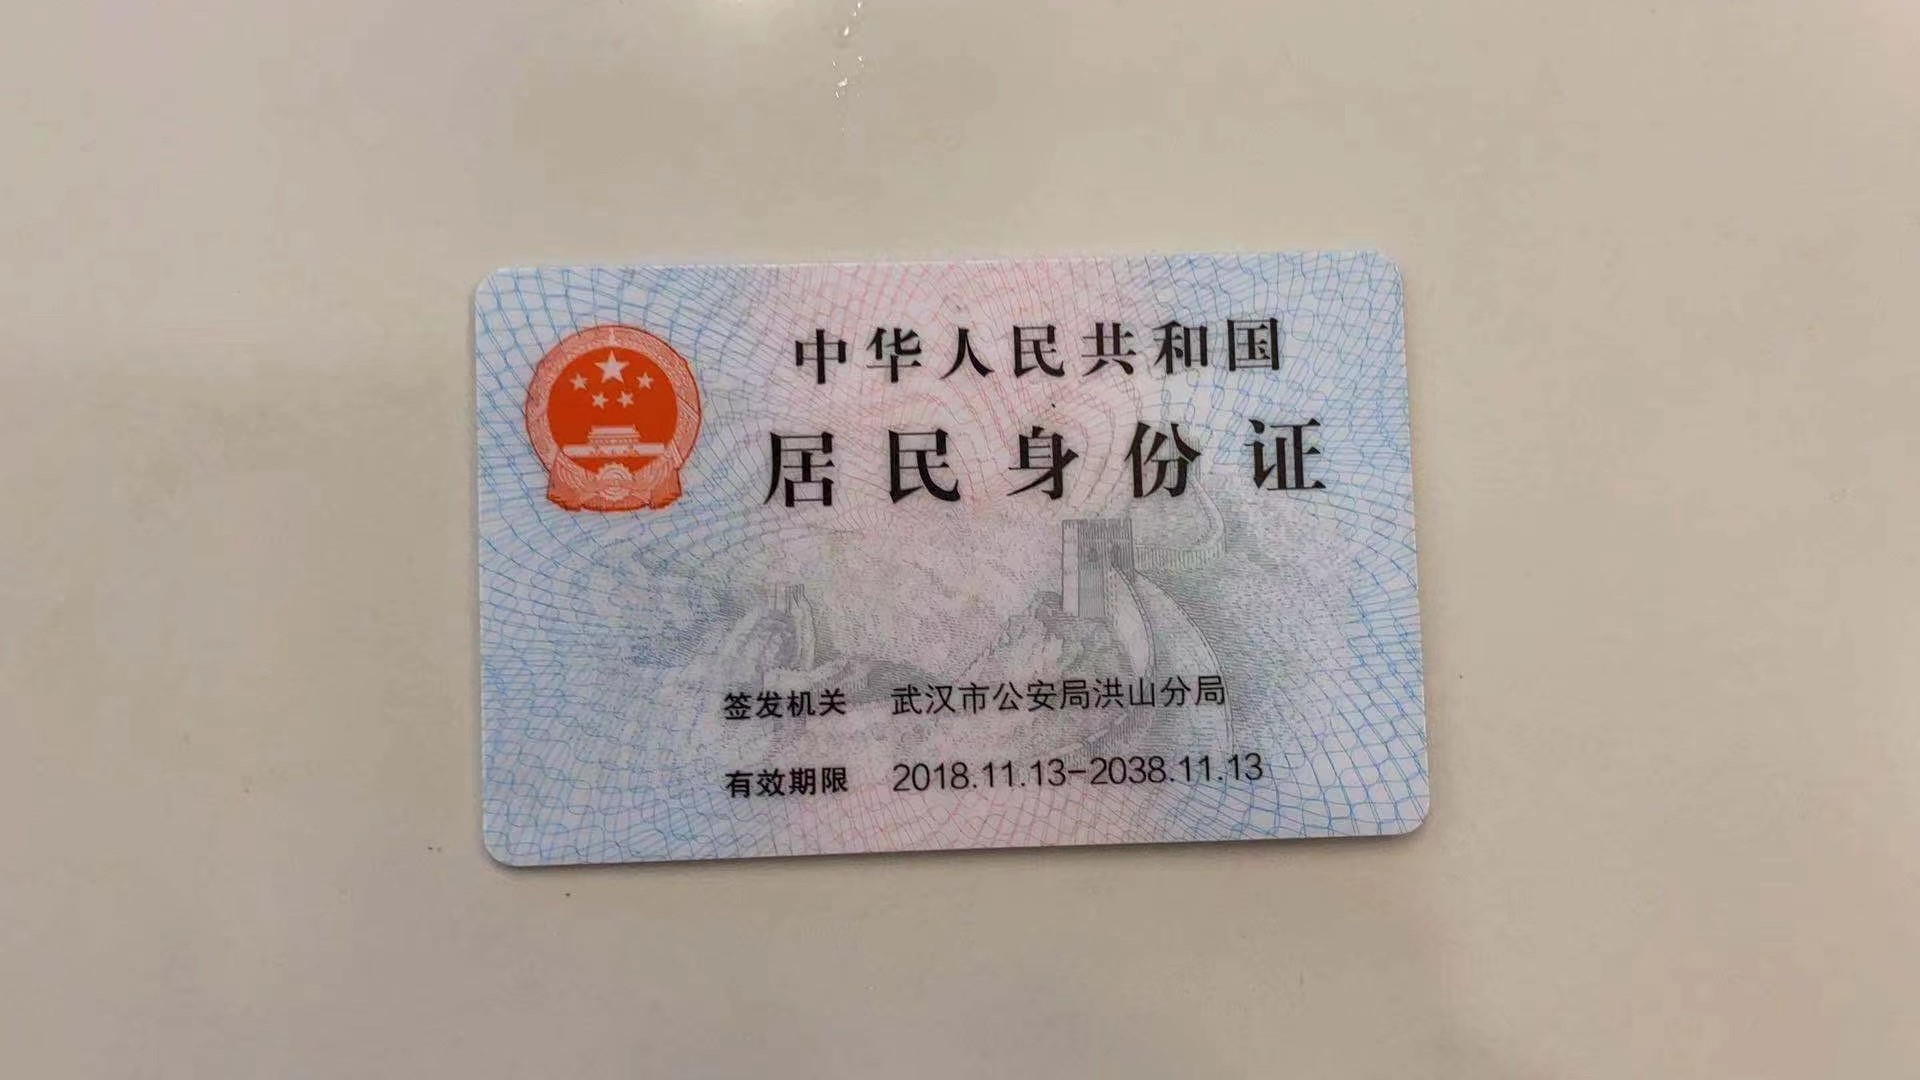 中华人民共和国
居民身份证
签发机关 武汉市公安局洪山分局
有效期限 2018.11.13-2038.11.13